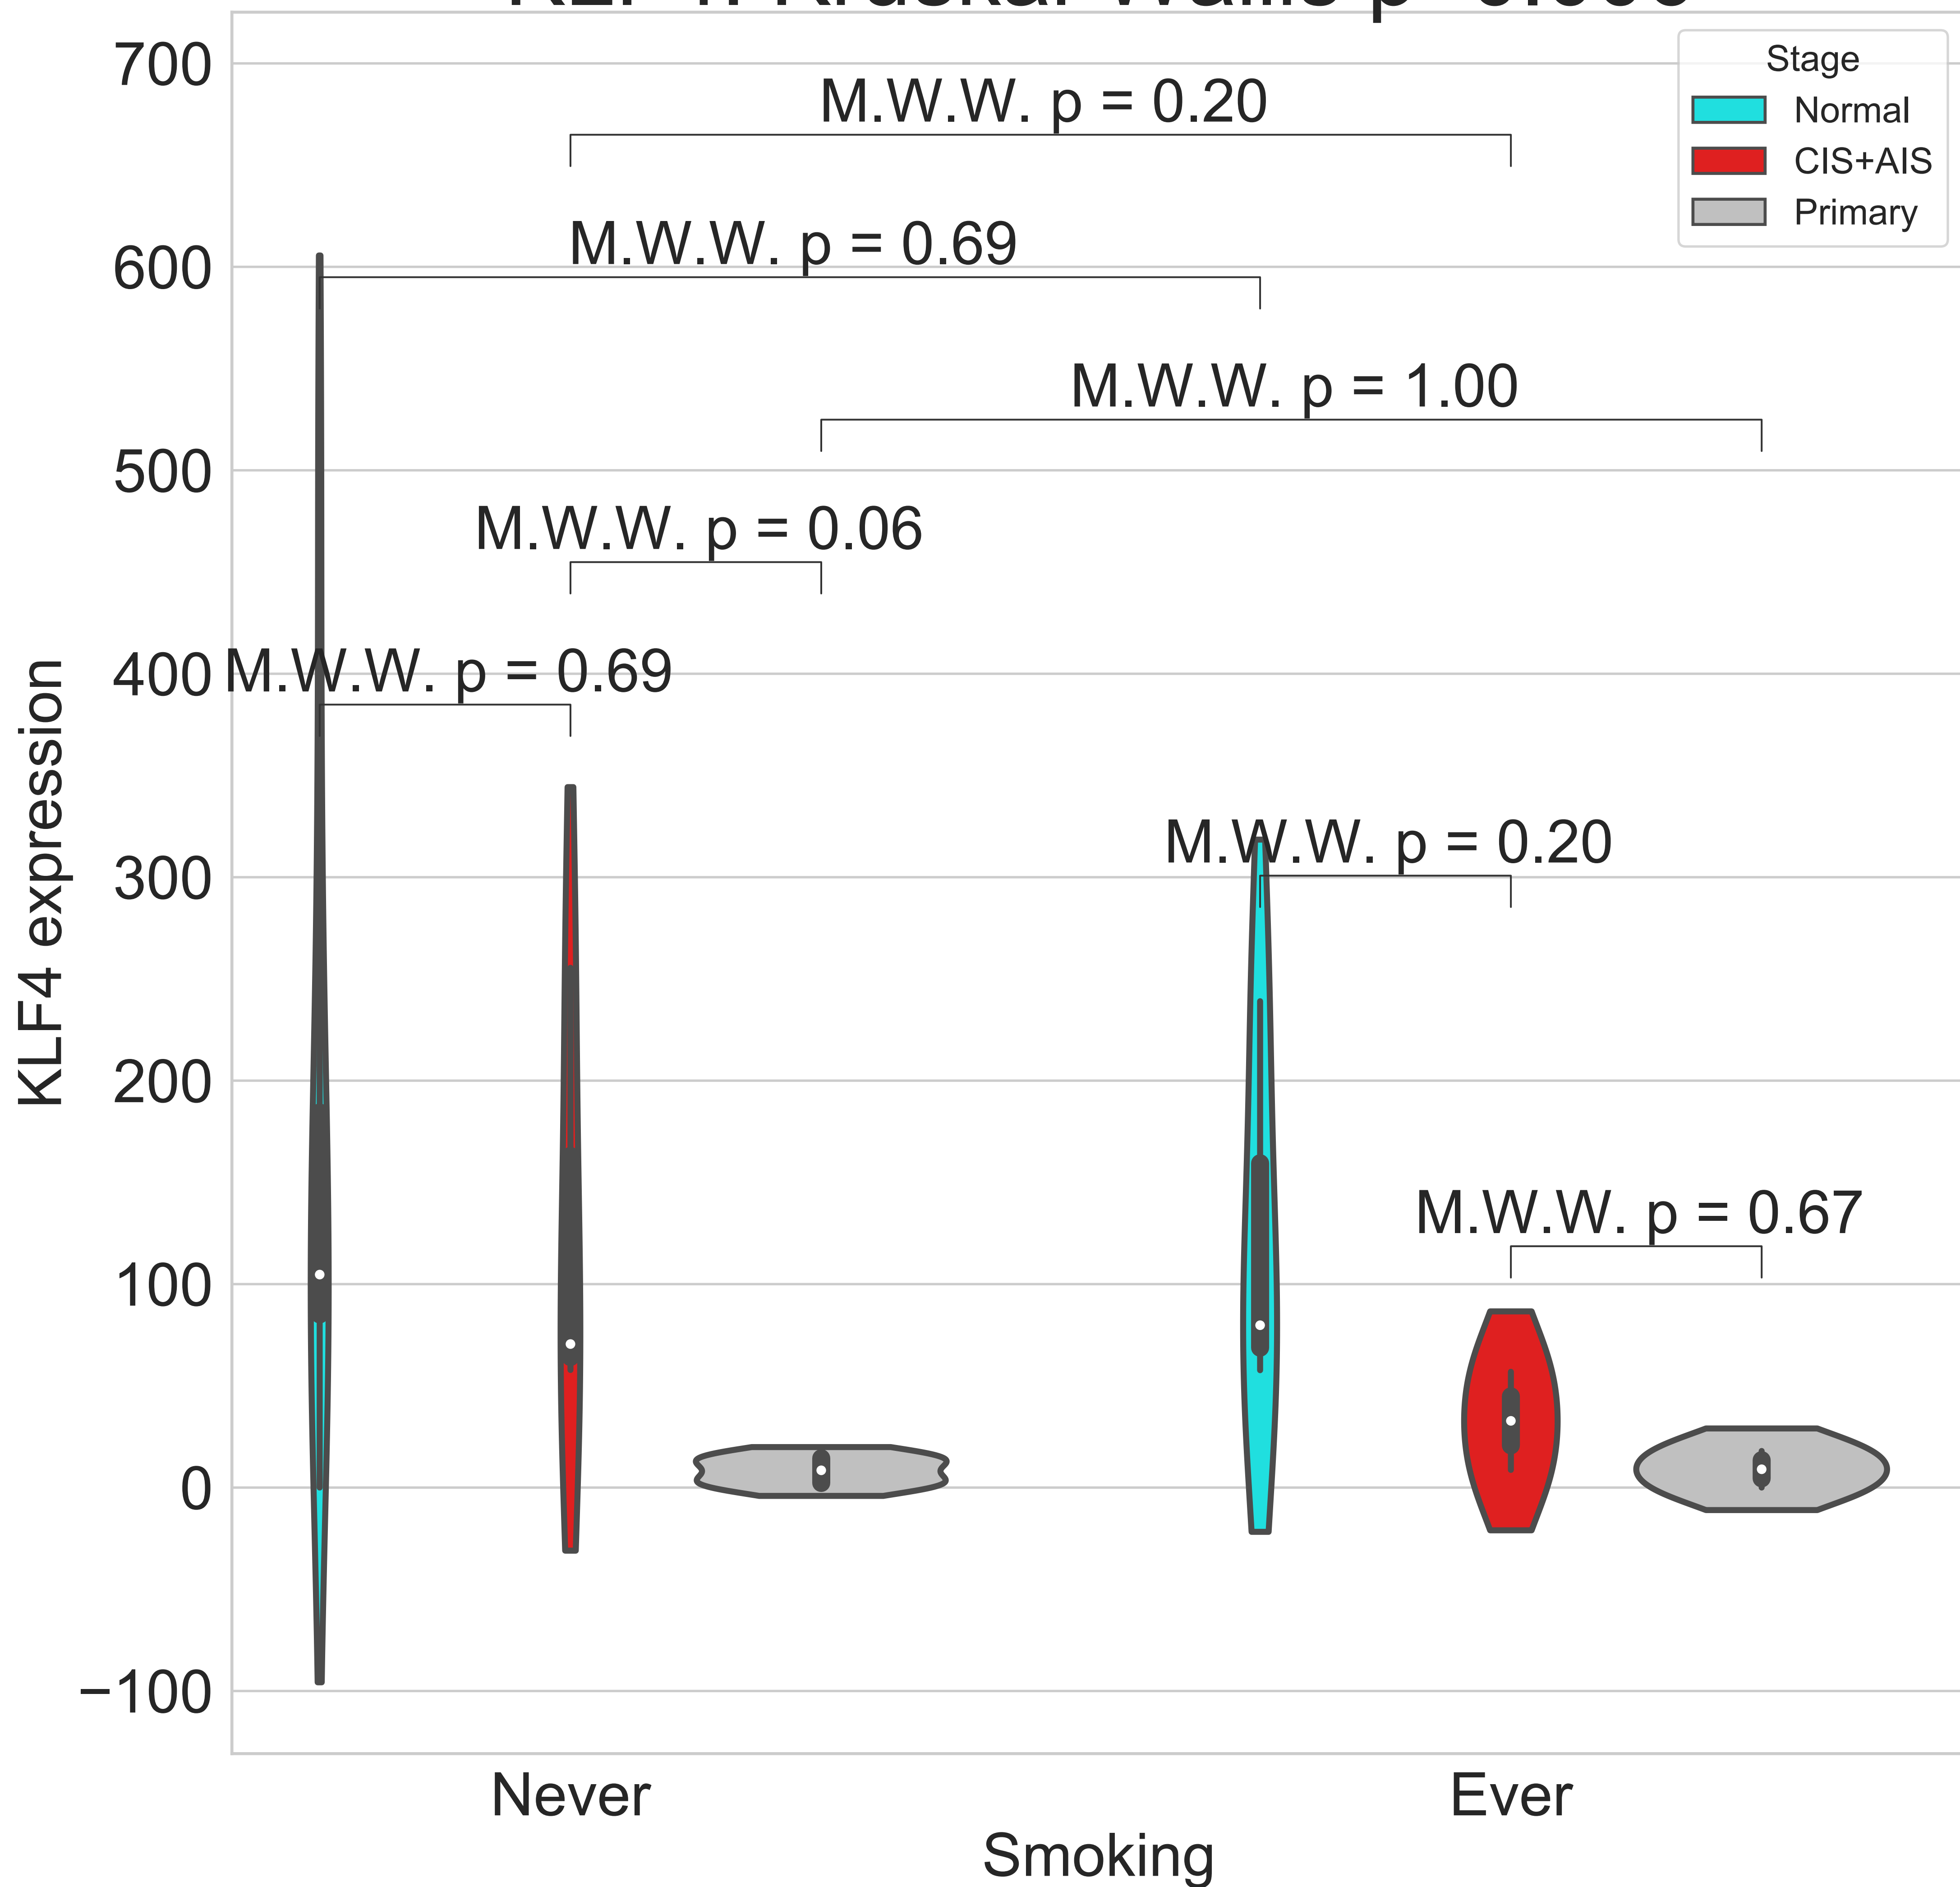 700
600
500
400
300
200
100
0
−100
KLF4 expression
Stage
Normal
CIS+AIS
Primary
M.W.W. p = 0.20
M.W.W. p = 0.69
M.W.W. p = 1.00
M.W.W. p = 0.06
M.W.W. p = 0.69
M.W.W. p = 0.20
M.W.W. p = 0.67
Never
Ever
Smoking